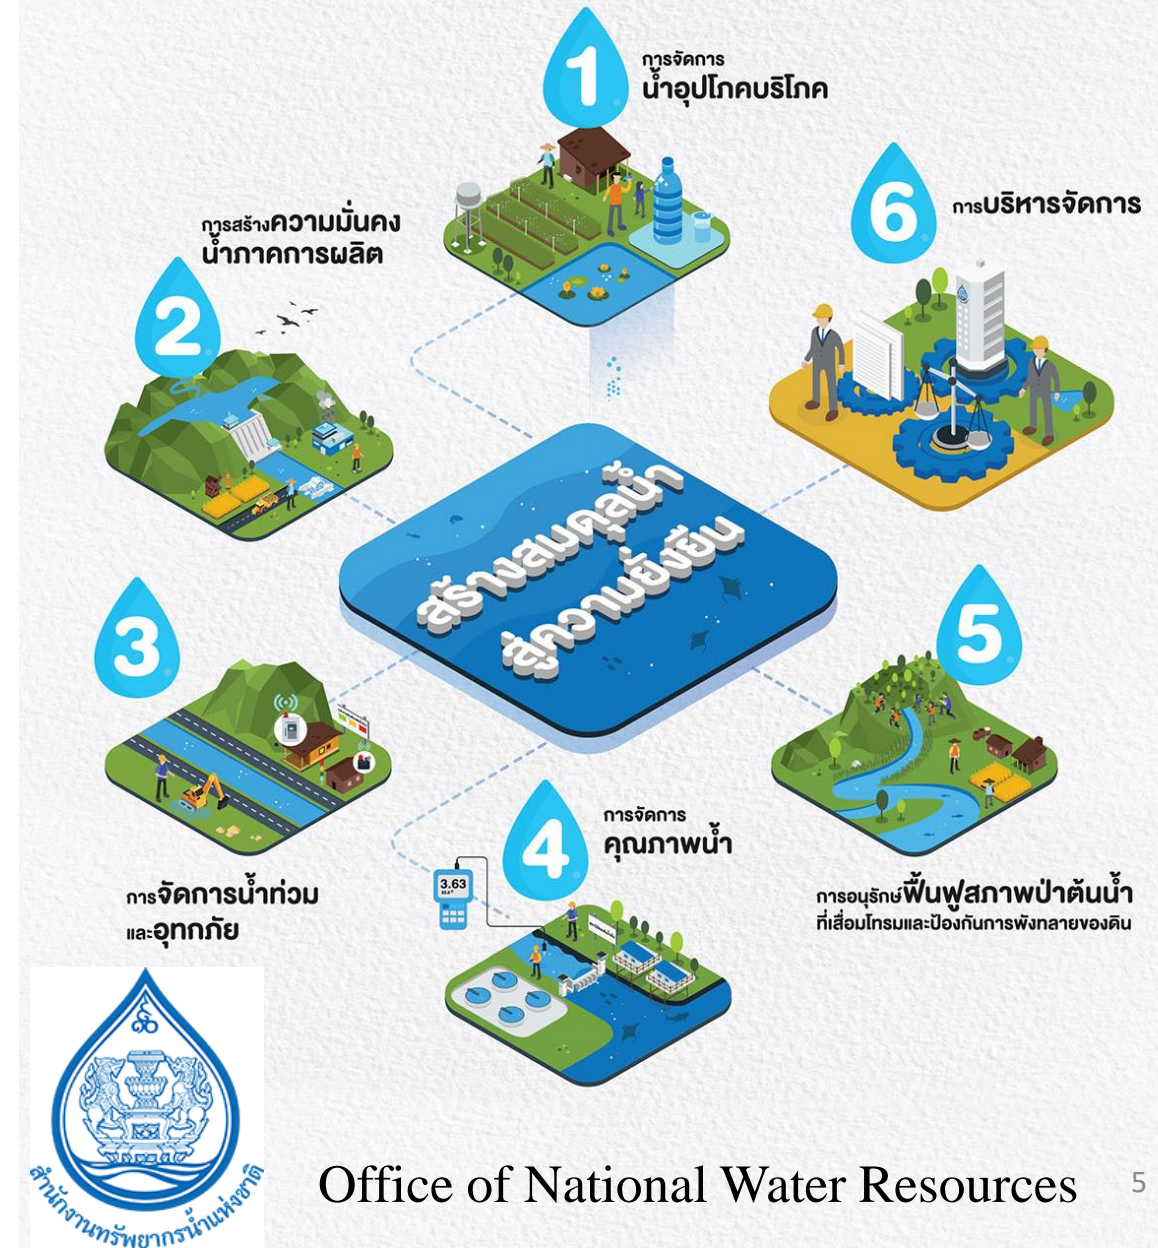 1
การจัดการ
น้ำอุปโภคบริโภค
6
การบริหารจัดการ
การสร้างความมั่นคง
น้ำภาคการผลิต
2
สร้างสมดุลน้ำ
สู่ความยั่งยืน
3
การจัดการน้ำท่วม
และอุทกภัย
5
การอนุรักษ์ฟื้นฟูสภาพป่าต้นน้ำ
ที่เสื่อมโทรมและป้องกันการพังทลายของดิน
4
การจัดการ
คุณภาพน้ำ
3.63
สำนักงานทรัพยากรน้ำแห่งชาติ
Office of National Water Resources
5